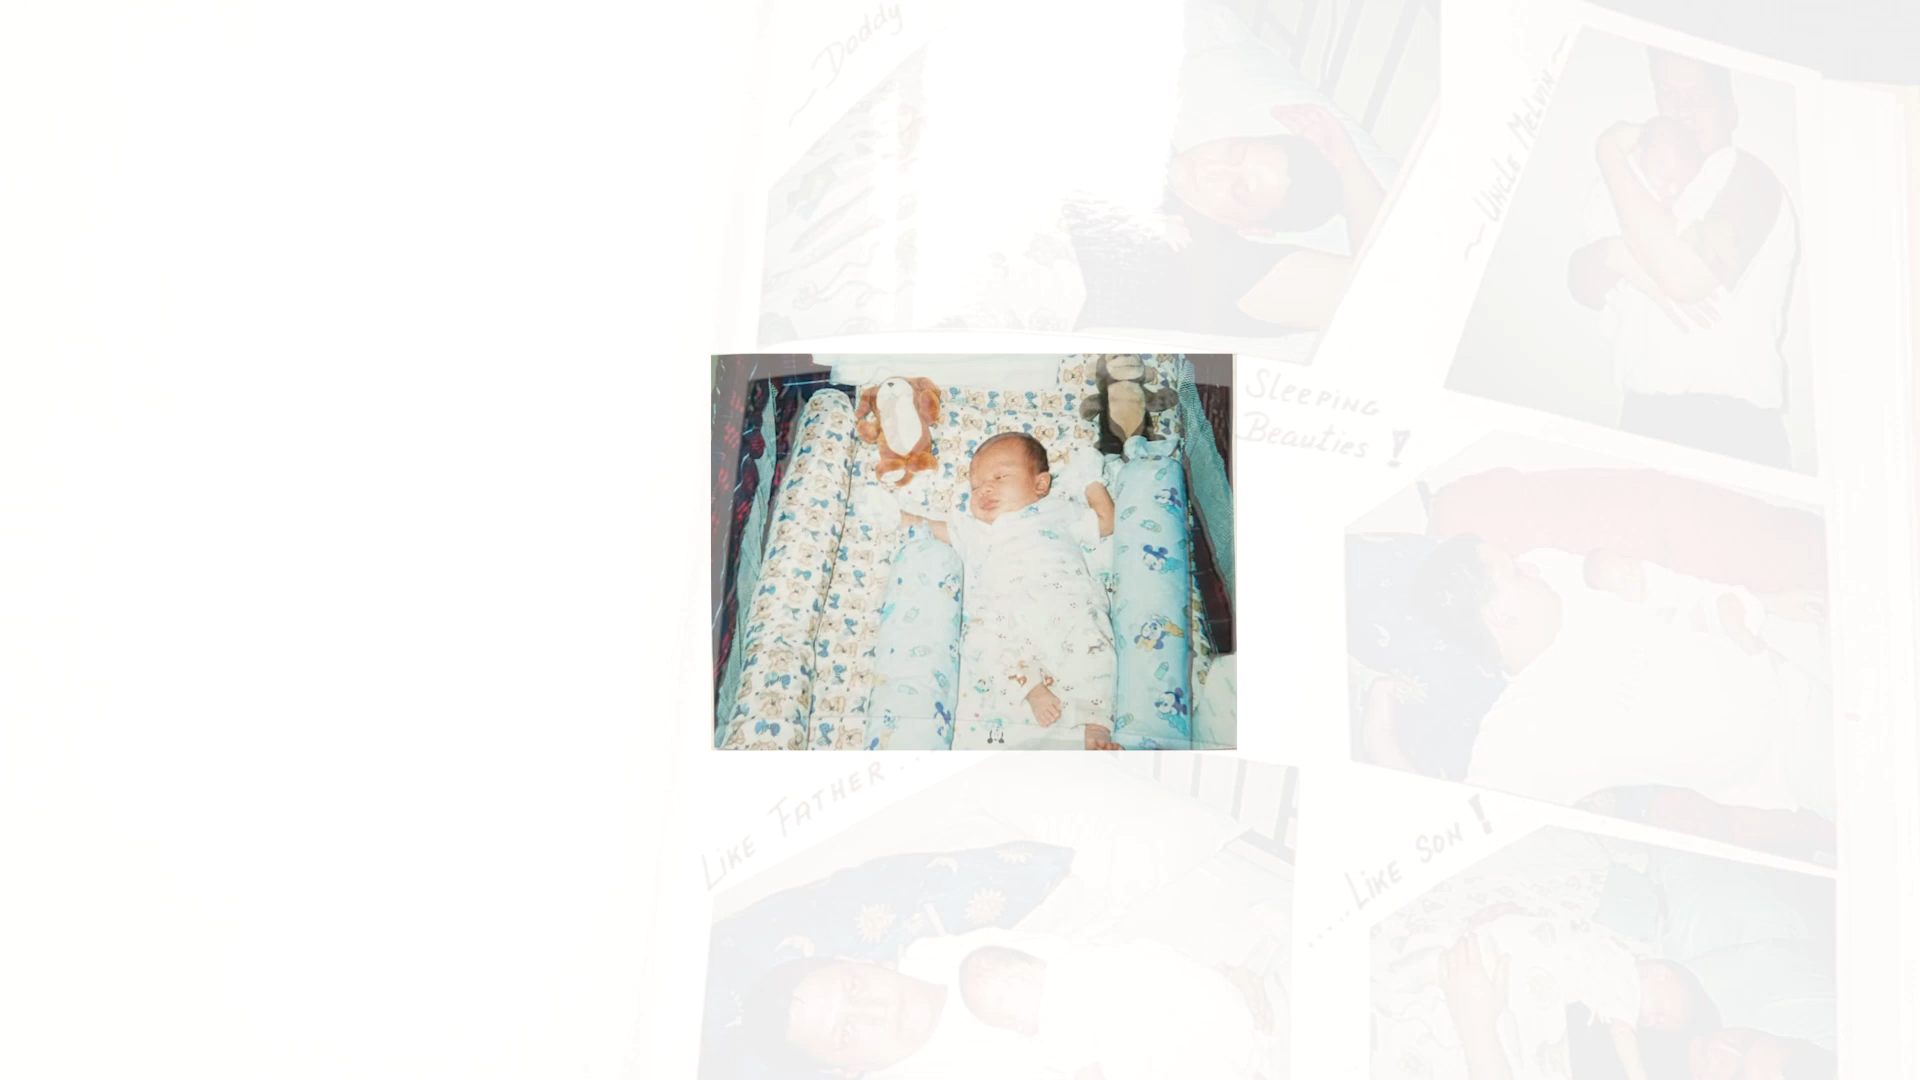 ~ Daddy
~ UNCLE MELVIN ~
SLEEPING
Beauties !
LIKE FATHER...
.....LIKE SON !